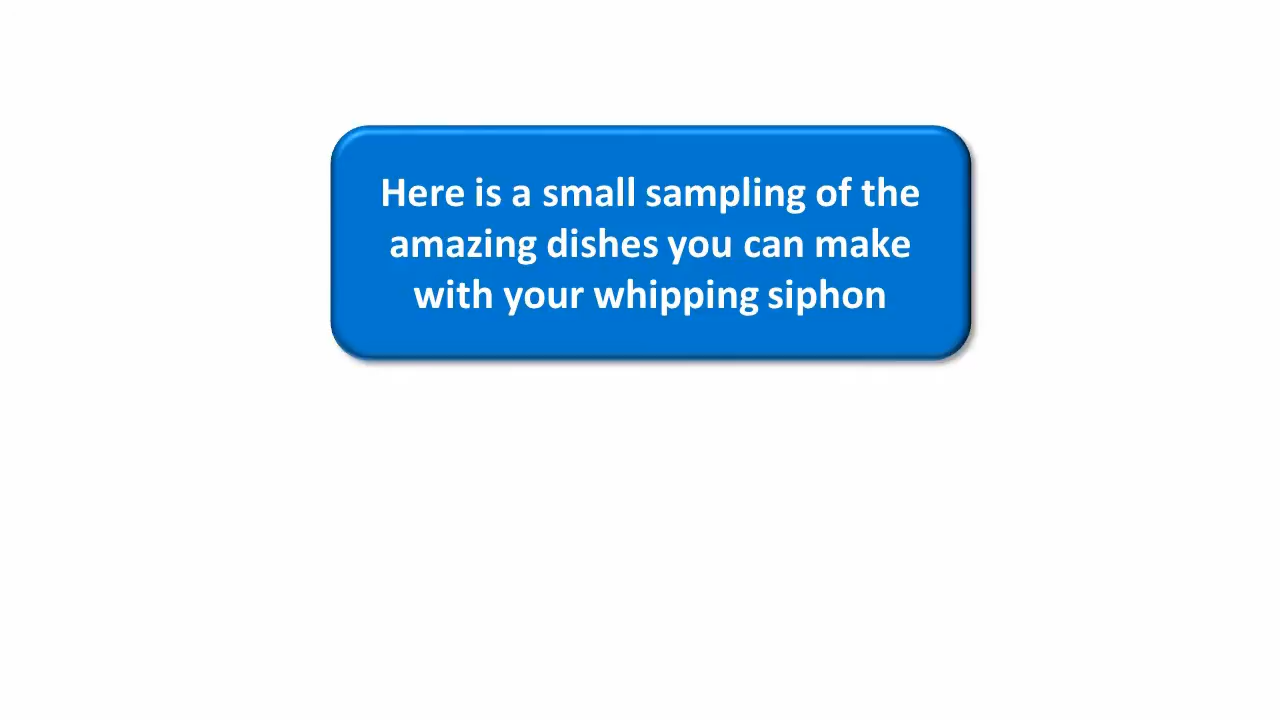 Here is a small sampling of the
amazing dishes you can make
with your whipping siphon